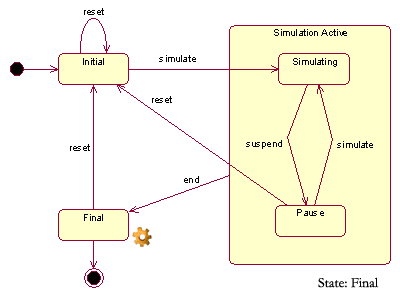 reset
Simulation Active
Initial
simulate
Simulating
reset
reset
suspend
simulate
end
Final
Pause
State: Final